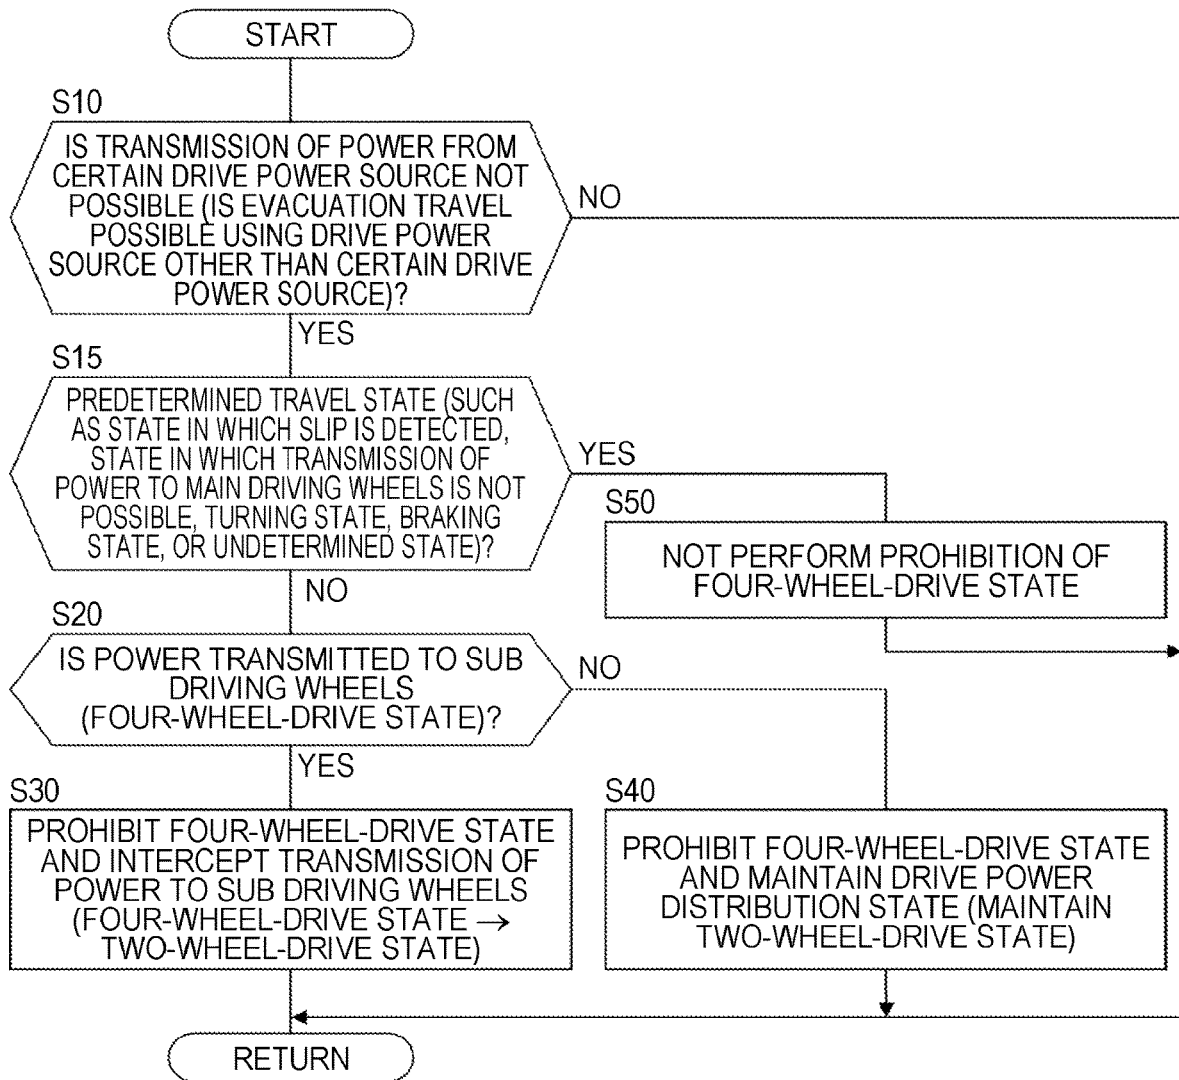 START
S10
IS TRANSMISSION OF POWER FROM
CERTAIN DRIVE POWER SOURCE NOT
POSSIBLE (IS EVACUATION TRAVEL
POSSIBLE USING DRIVE POWER
SOURCE OTHER THAN CERTAIN DRIVE
POWER SOURCE)?
NO
YES
S15
PREDETERMINED TRAVEL STATE (SUCH
AS STATE IN WHICH SLIP IS DETECTED,
STATE IN WHICH TRANSMISSION OF
POWER TO MAIN DRIVING WHEELS IS NOT
POSSIBLE, TURNING STATE, BRAKING
STATE, OR UNDETERMINED STATE)?
YES
S50
NOT PERFORM PROHIBITION OF
FOUR-WHEEL-DRIVE STATE
NO
S20
IS POWER TRANSMITTED TO SUB
DRIVING WHEELS
(FOUR-WHEEL-DRIVE STATE)?
NO
YES
S30
PROHIBIT FOUR-WHEEL-DRIVE STATE
AND INTERCEPT TRANSMISSION OF
POWER TO SUB DRIVING WHEELS
(FOUR-WHEEL-DRIVE STATE →
TWO-WHEEL-DRIVE STATE)
S40
PROHIBIT FOUR-WHEEL-DRIVE STATE
AND MAINTAIN DRIVE POWER
DISTRIBUTION STATE (MAINTAIN
TWO-WHEEL-DRIVE STATE)
RETURN